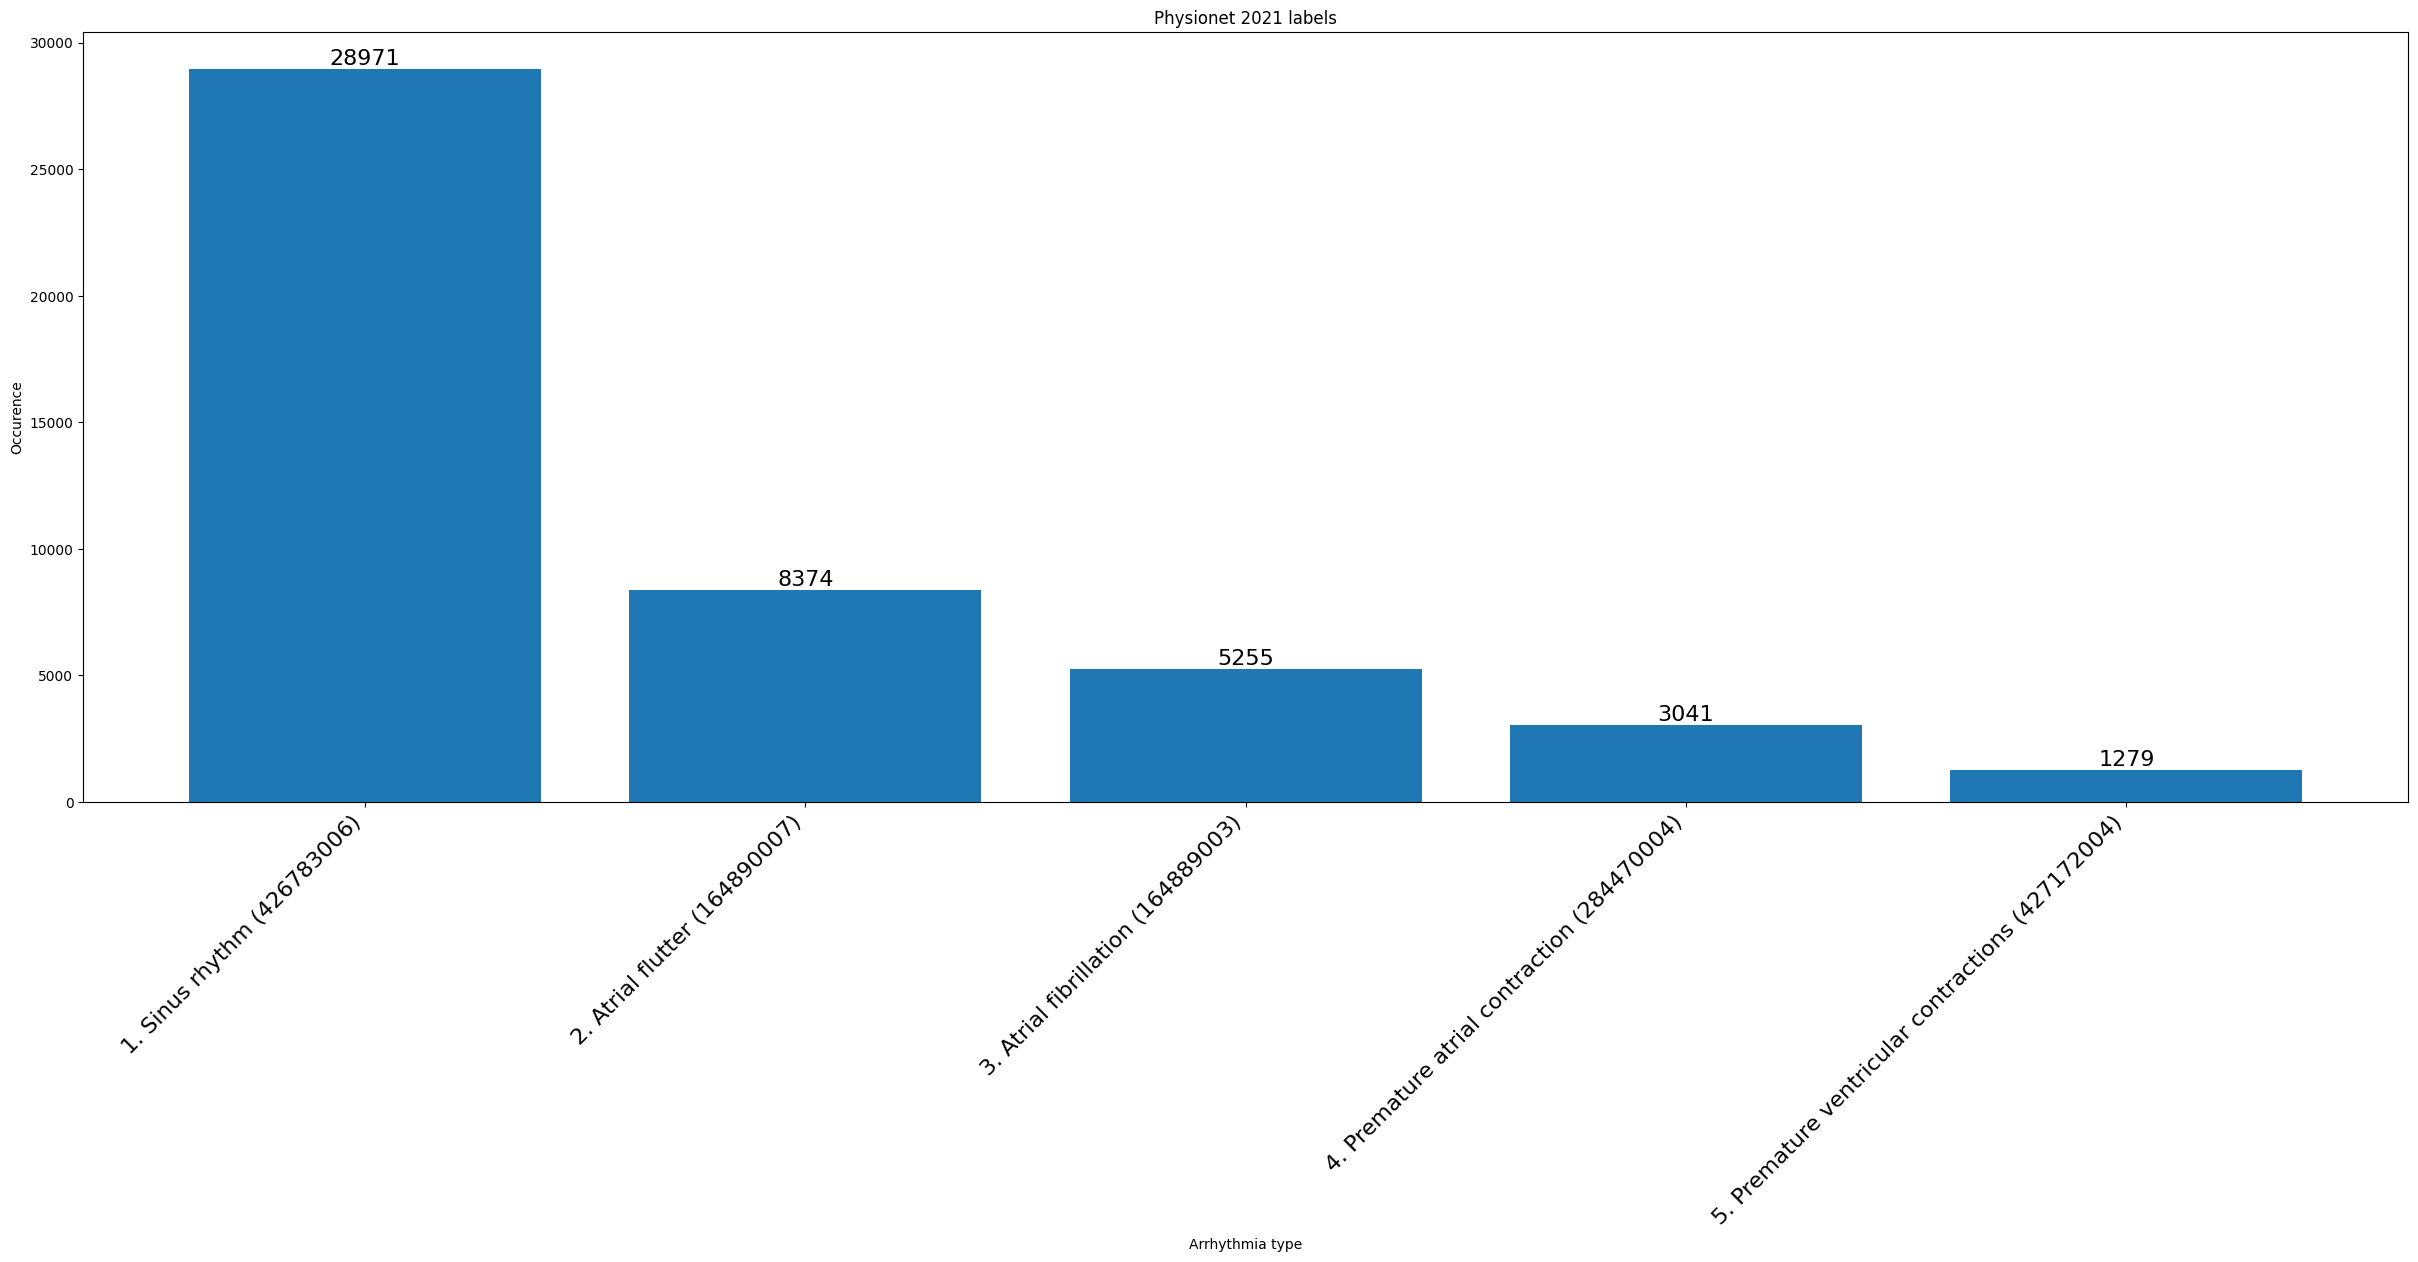 Physionet 2021 labels
30000
25000
20000
15000
10000
5000
0
Occurence
28971
8374
5255
3041
1279
1. Sinus rhythm (426783006)
2. Atrial flutter (164890007)
3. Atrial fibrillation (164889003)
4. Premature atrial contraction (284470004)
5. Premature ventricular contractions (427172004)
Arrhythmia type